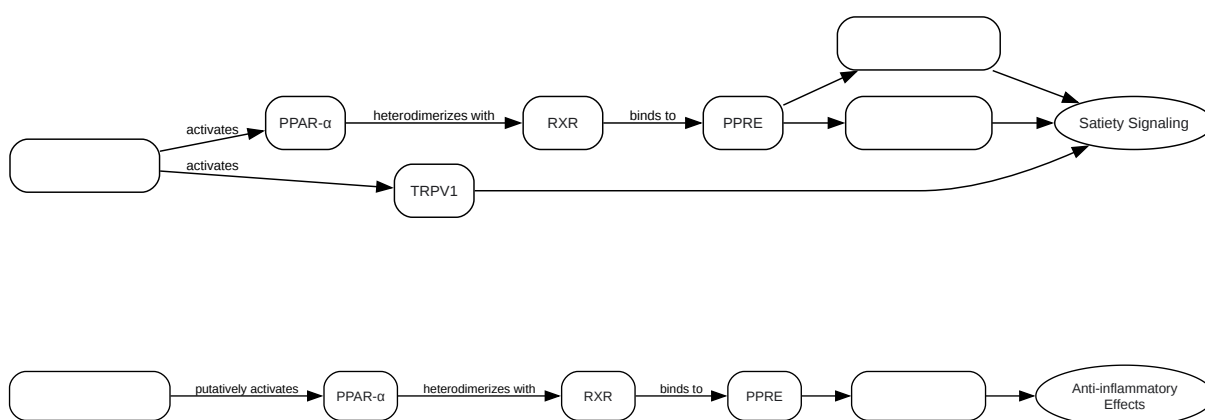 activates
PPAR-α
heterodimerizes with
RXR
binds to
PPRE
Satiety Signaling
activates
TRPV1
putatively activates
PPAR-α
heterodimerizes with
RXR
binds to
PPRE
Anti-inflammatory
Effects